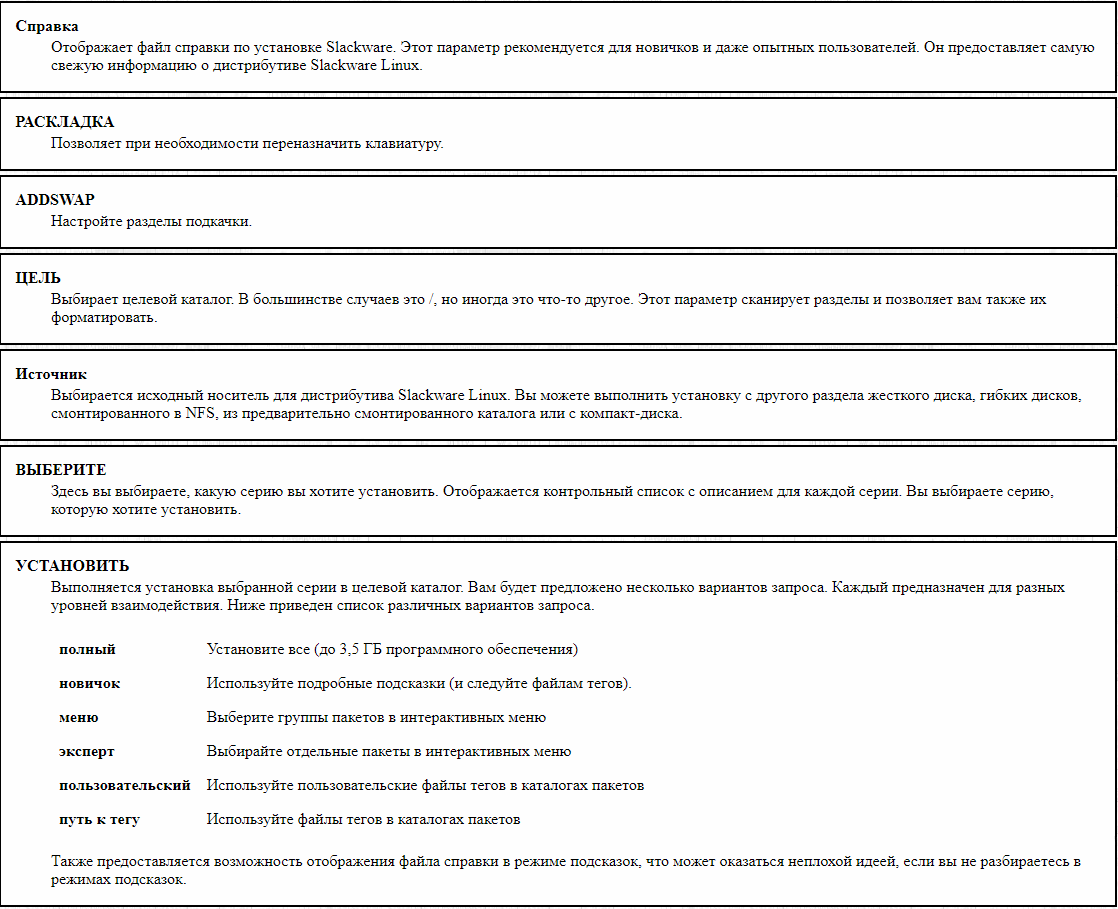 Справка
Отображает файл справки по установке Slackware. Этот параметр рекомендуется для новичков и даже опытных пользователей. Он предоставляет самую
свежую информацию о дистрибутиве Slackware Linux.
РАСКЛАДКА
Позволяет при необходимости переназначить клавиатуру.
ADDSWAP
Настройте разделы подкачки.
ЦЕЛЬ
Выбирает целевой каталог. В большинстве случаев это /, но иногда это что-то другое. Этот параметр сканирует разделы и позволяет вам также их
форматировать.
Источник
Выбирается исходный носитель для дистрибутива Slackware Linux. Вы можете выполнить установку с другого раздела жесткого диска, гибких дисков,
смонтированного в NFS, из предварительно смонтированного каталога или с компакт-диска.
ВЫБЕРИТЕ
Здесь вы выбираете, какую серию вы хотите установить. Отображается контрольный список с описанием для каждой серии. Вы выбираете серию,
которую хотите установить.
УСТАНОВИТЬ
Выполняется установка выбранной серии в целевой каталог. Вам будет предложено несколько вариантов запроса. Каждый предназначен для разных
уровней взаимодействия. Ниже приведен список различных вариантов запроса.
полный Установите все (до 3,5 ГБ программного обеспечения)
новичок Используйте подробные подсказки (и следуйте файлам тегов).
меню Выберите группы пакетов в интерактивных меню
эксперт Выбирайте отдельные пакеты в интерактивных меню
пользовательский Используйте пользовательские файлы тегов в каталогах пакетов
путь к тегу Используйте файлы тегов в каталогах пакетов
Также предоставляется возможность отображения файла справки в режиме подсказок, что может оказаться неплохой идеей, если вы не разбираетесь в
режимах подсказок.